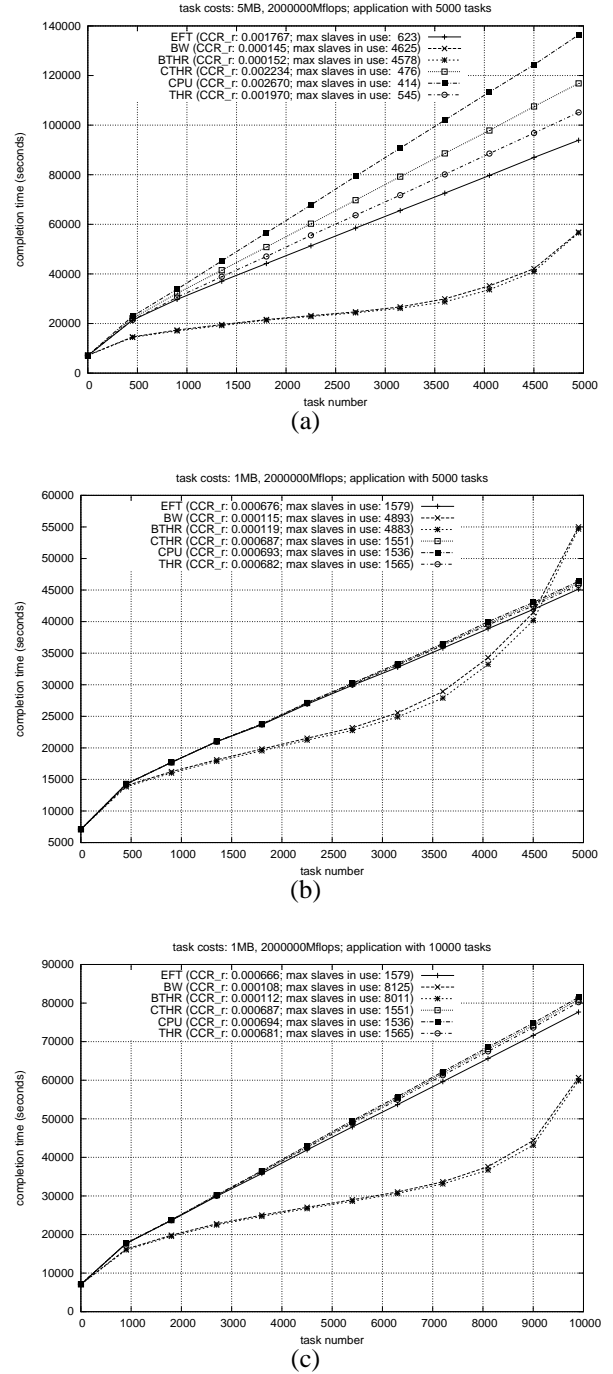 task costs: 5MB, 2000000Mflops; application with 5000 tasks
140000
120000
100000
80000
60000
40000
20000
0
completion time (seconds)
EFT (CCR_r: 0.001767; max slaves in use: 623)
BW (CCR_r: 0.000145; max slaves in use: 4625)
BTHR (CCR_r: 0.000152; max slaves in use: 4578)
CTHR (CCR_r: 0.002234; max slaves in use: 476)
CPU (CCR_r: 0.002670; max slaves in use: 414)
THR (CCR_r: 0.001970; max slaves in use: 545)
0 500 1000 1500 2000 2500 3000 3500 4000 4500 5000
task number
(a)
task costs: 1MB, 2000000Mflops; application with 5000 tasks
60000
55000
50000
45000
40000
35000
30000
25000
20000
15000
10000
5000
completion time (seconds)
EFT (CCR_r: 0.000676; max slaves in use: 1579)
BW (CCR_r: 0.000115; max slaves in use: 4893)
BTHR (CCR_r: 0.000119; max slaves in use: 4883)
CTHR (CCR_r: 0.000687; max slaves in use: 1551)
CPU (CCR_r: 0.000693; max slaves in use: 1536)
THR (CCR_r: 0.000682; max slaves in use: 1565)
0 500 1000 1500 2000 2500 3000 3500 4000 4500 5000
task number
(b)
task costs: 1MB, 2000000Mflops; application with 10000 tasks
90000
80000
70000
60000
50000
40000
30000
20000
10000
0
completion time (seconds)
EFT (CCR_r: 0.000666; max slaves in use: 1579)
BW (CCR_r: 0.000108; max slaves in use: 8125)
BTHR (CCR_r: 0.000112; max slaves in use: 8011)
CTHR (CCR_r: 0.000687; max slaves in use: 1551)
CPU (CCR_r: 0.000694; max slaves in use: 1536)
THR (CCR_r: 0.000681; max slaves in use: 1565)
0 1000 2000 3000 4000 5000 6000 7000 8000 9000 10000
task number
(c)